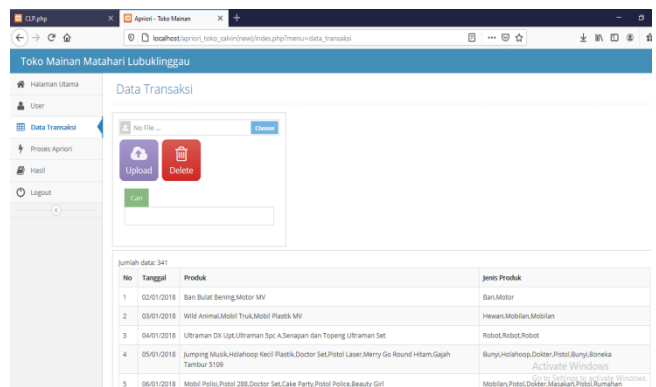 CLP.php
Apriori - Toko Mainan
localhost/apriori_toko_calvin(new)/index.php?menu=data_transaksi
Toko Mainan Matahari Lubuklinggau
Halaman Utama
User
Data Transaksi
Proses Apriori
Hasil
Logout
Data Transaksi
No File ...
Choose
Upload
Delete
Cari
Jumlah data: 341
No Tanggal Produk Jenis Produk
1 02/01/2018 Ban Bulat Bening,Motor MV Ban,Motor
2 03/01/2018 Wild Animal,Mobil Truk,Mobil Plastik MV Hewan,Mobilan,Mobilan
3 04/01/2018 Ultraman DX Upt,Ultraman Spc A,Senapan dan Topeng Ultraman Set Robot,Robot,Robot
4 05/01/2018 Jumping Musik,Holahoop Kecil Plastik,Doctor Set,Pistol Laser,Merry Go Round Hitam,Gajah Tambur 5109 Bunyi,Holahoop,Dokter,Pistol,Bunyi,Boneka
5 06/01/2018 Mobil Polisi,Pistol 288,Doctor Set,Cake Party,Pistol Police,Beauty Girl Mobilan,Pistol,Dokter,Masakan,Pistol,Rumahan
Activate Windows
Go to Settings to activate Windows.